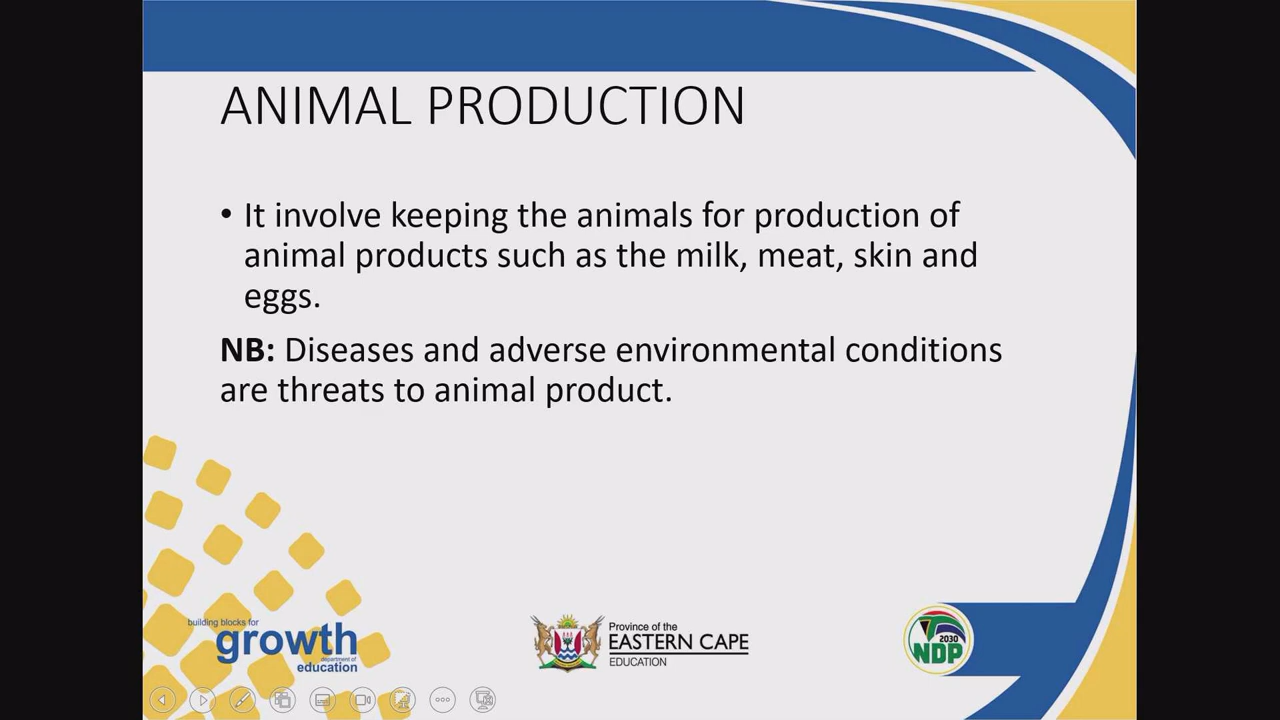 ANIMAL PRODUCTION
• It involve keeping the animals for production of
animal products such as the milk, meat, skin and
eggs.
NB: Diseases and adverse environmental conditions
are threats to animal product.
building blocks for
growth
department of
education
Province of the
EASTERN CAPE
EDUCATION
2030
NDP